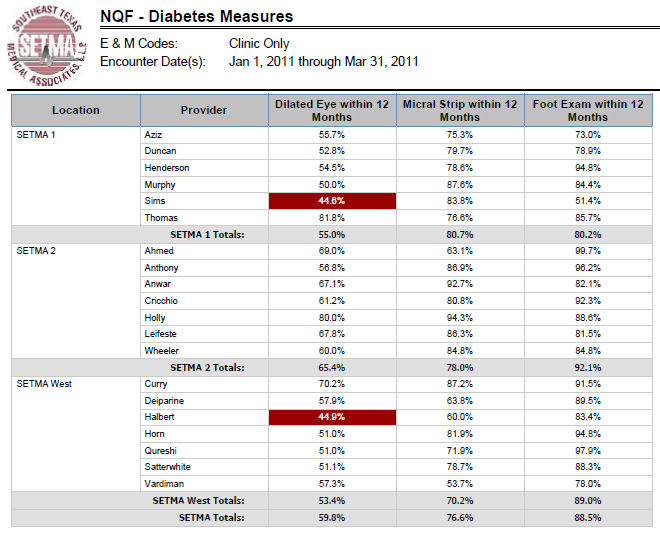 SOUTHEAST TEXAS
SETMA
MEDICAL ASSOCIATES, L.L.P.
NQF - Diabetes Measures
E & M Codes: Clinic Only
Encounter Date(s): Jan 1, 2011 through Mar 31, 2011
Location Provider Dilated Eye within 12 Months Micral Strip within 12 Months Foot Exam within 12 Months
SETMA 1 Aziz 55.7% 75.3% 73.0%
Duncan 52.8% 79.7% 78.9%
Henderson 54.5% 78.6% 94.8%
Murphy 50.0% 87.6% 84.4%
Sims 44.6% 83.8% 51.4%
Thomas 81.8% 76.6% 85.7%
SETMA 1 Totals: 55.0% 80.7% 80.2%
SETMA 2 Ahmed 69.0% 63.1% 99.7%
Anthony 56.8% 86.9% 96.2%
Anwar 67.1% 92.7% 82.1%
Cricchio 61.2% 80.8% 92.3%
Holly 80.0% 94.3% 88.6%
Leifeste 67.8% 86.3% 81.5%
Wheeler 60.0% 84.8% 84.8%
SETMA 2 Totals: 65.4% 78.0% 92.1%
SETMA West Curry 70.2% 87.2% 91.5%
Deiparine 57.9% 63.8% 89.5%
Halbert 44.9% 60.0% 83.4%
Horn 51.0% 81.9% 94.8%
Qureshi 51.0% 71.9% 97.9%
Satterwhite 51.1% 78.7% 88.3%
Vardiman 57.3% 53.7% 78.0%
SETMA West Totals: 53.4% 70.2% 89.0%
SETMA Totals: 59.8% 76.6% 88.5%